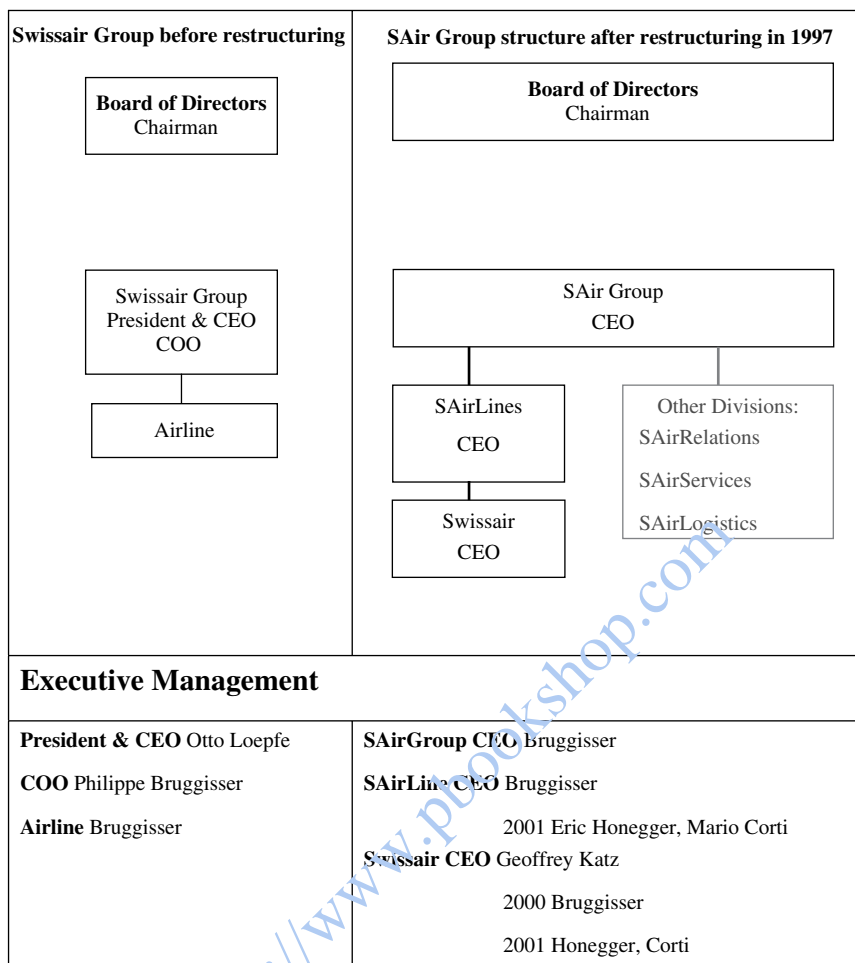 Swissair Group before restructuring
Board of Directors
Chairman
Swissair Group
President & CEO
COO
Airline
SAir Group structure after restructuring in 1997
Board of Directors
Chairman
SAir Group
CEO
SAirLines
CEO
Swissair
CEO
Other Divisions:
SAirRelations
SAirServices
SAirLogistics
Executive Management
President & CEO Otto Loepfe
COO Philippe Bruggisser
Airline Bruggisser
SAirGroup CEO Bruggisser
SAirLine CEO Bruggisser
2001 Eric Honegger, Mario Corti
Swissair CEO Geoffrey Katz
2000 Bruggisser
2001 Honegger, Corti
//www.pbookshop.com